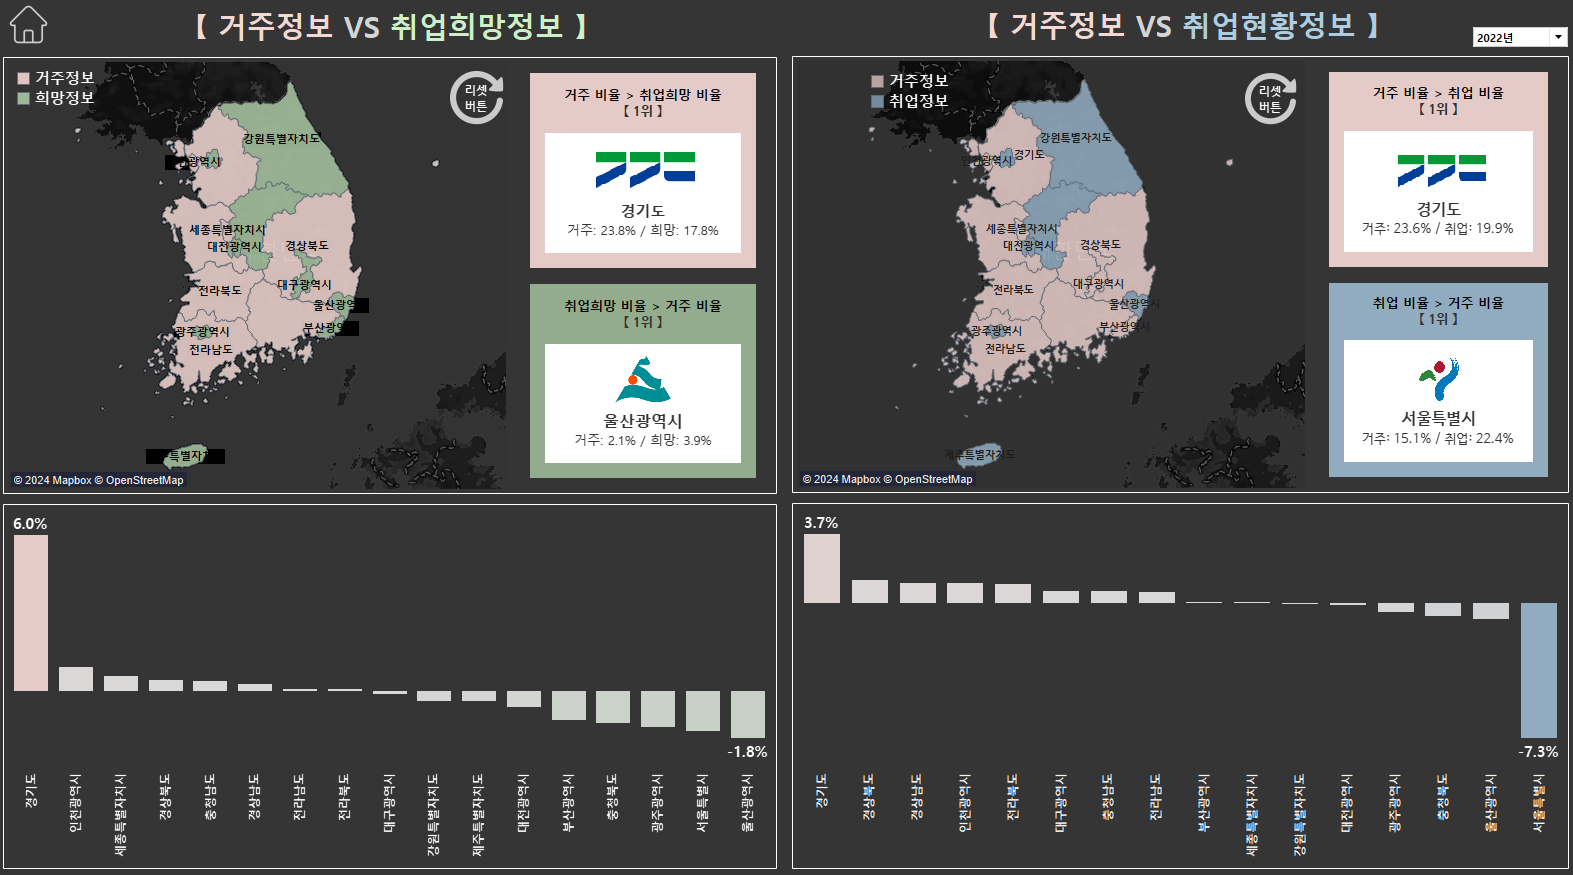 【 거주정보 VS 취업희망정보 】
거주정보
희망정보
리셋
버튼
강원특별자치도
광역시
세종특별자치시
대전광역시
경상북도
전라북도
대구광역시
울산광역
광주광역시
부산광역
전라남도
특별자치
© 2024 Mapbox © OpenStreetMap
거주 비율 > 취업희망 비율
【 1위 】
경기도
거주: 23.8% / 희망: 17.8%
취업희망 비율 > 거주 비율
【 1위 】
울산광역시
거주: 2.1% / 희망: 3.9%
6.0%
-1.8%
경기도
인천광역시
세종특별자치시
경상북도
충청남도
경상남도
전라남도
전라북도
대구광역시
강원특별자치도
제주특별자치도
대전광역시
부산광역시
충청북도
광주광역시
서울특별시
울산광역시
【 거주정보 VS 취업현황정보 】
2022년
거주정보
취업정보
리셋
버튼
강원특별자치도
인천광역시
경기도
세종특별자치시
대전광역시
경상북도
대구광역시
전라북도
울산광역시
광주광역시
부산광역시
전라남도
제주특별자치도
© 2024 Mapbox © OpenStreetMap
거주 비율 > 취업 비율
【 1위 】
경기도
거주: 23.6% / 취업: 19.9%
취업 비율 > 거주 비율
【 1위 】
서울특별시
거주: 15.1% / 취업: 22.4%
3.7%
-7.3%
경기도
경상북도
경상남도
인천광역시
전라북도
대구광역시
충청남도
전라남도
부산광역시
세종특별자치시
강원특별자치도
대전광역시
광주광역시
충청북도
울산광역시
서울특별시